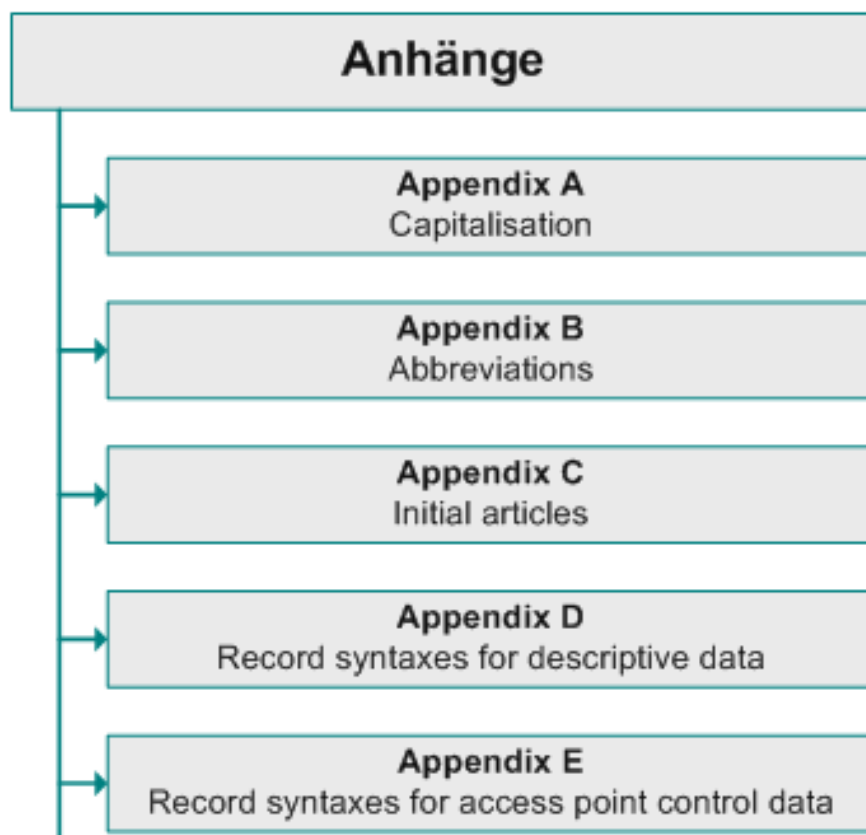 Anhänge
Appendix A
Capitalisation
Appendix B
Abbreviations
Appendix C
Initial articles
Appendix D
Record syntaxes for descriptive data
Appendix E
Record syntaxes for access point control data